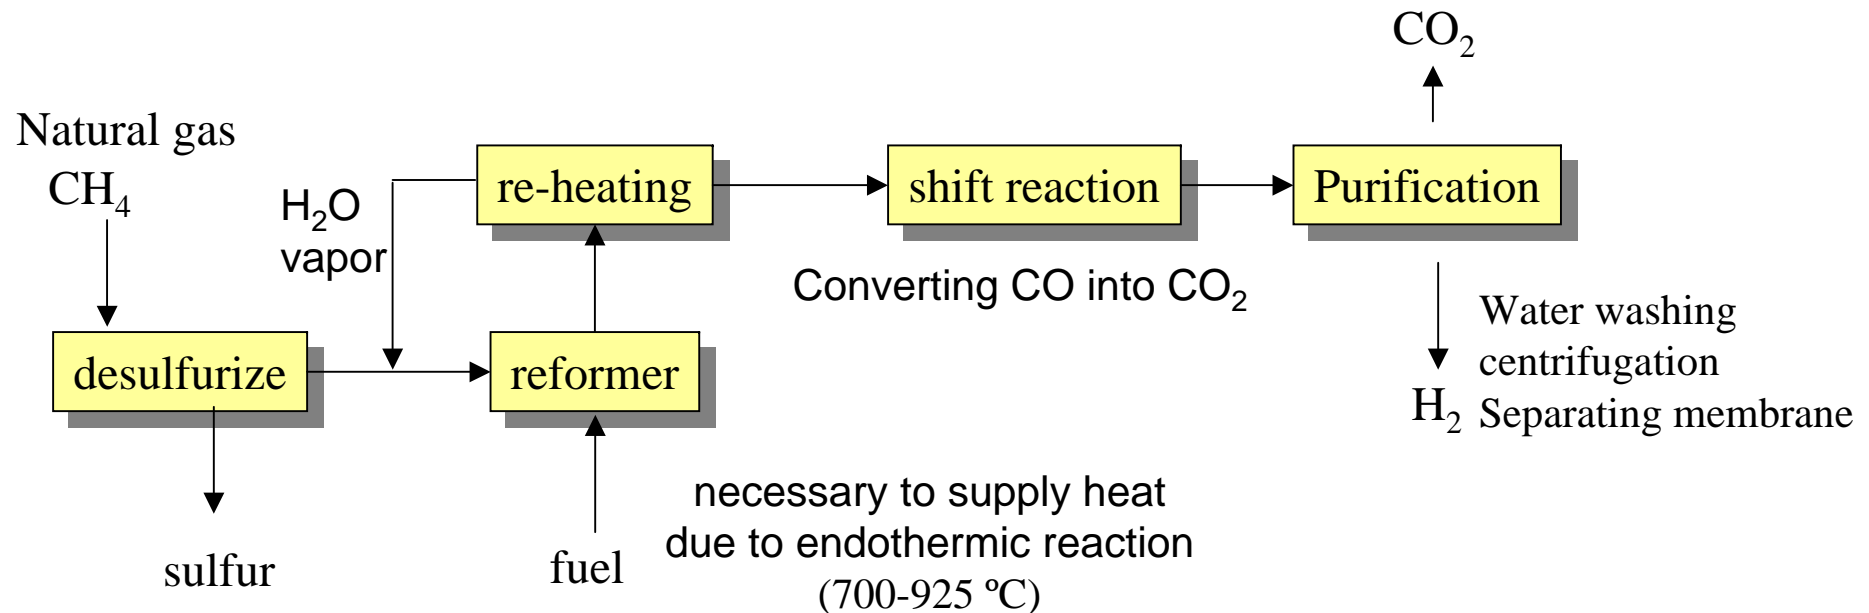 CO₂
Natural gas
CH₄
H₂O
vapor
re-heating
shift reaction
Purification
Converting CO into CO₂
desulfurize
reformer
Water washing
centrifugation
H₂ Separating membrane
necessary to supply heat
due to endothermic reaction
(700-925 ºC)
sulfur
fuel